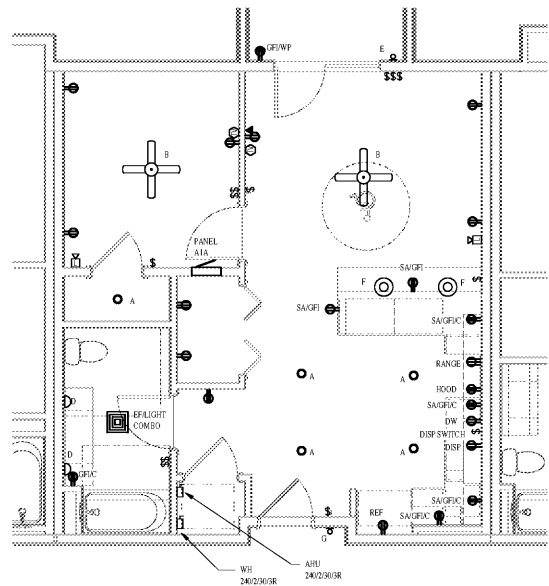 GFI/WP
E
$$$
B
B
$$
$
PANEL
A1A
$
SA/GFI
$
F
F
A
SA/GFI
SA/GFI/C
RANGE
A
A
HOOD
D
SA/GFI/C
EF/LIGHT
COMBO
DW
DISP SWITCH
$
D
A
A
DISP
$$
GFI/C
SA/GFI/C
REF
SA/GFI/C
$
G
WH
240/2/30/3R
AHU
240/2/30/3R